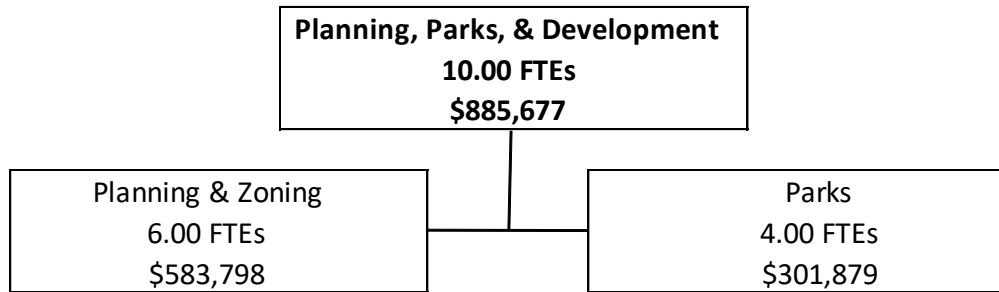 Planning, Parks, & Development
10.00 FTEs
$885,677
Planning & Zoning
6.00 FTEs
$583,798
Parks
4.00 FTEs
$301,879